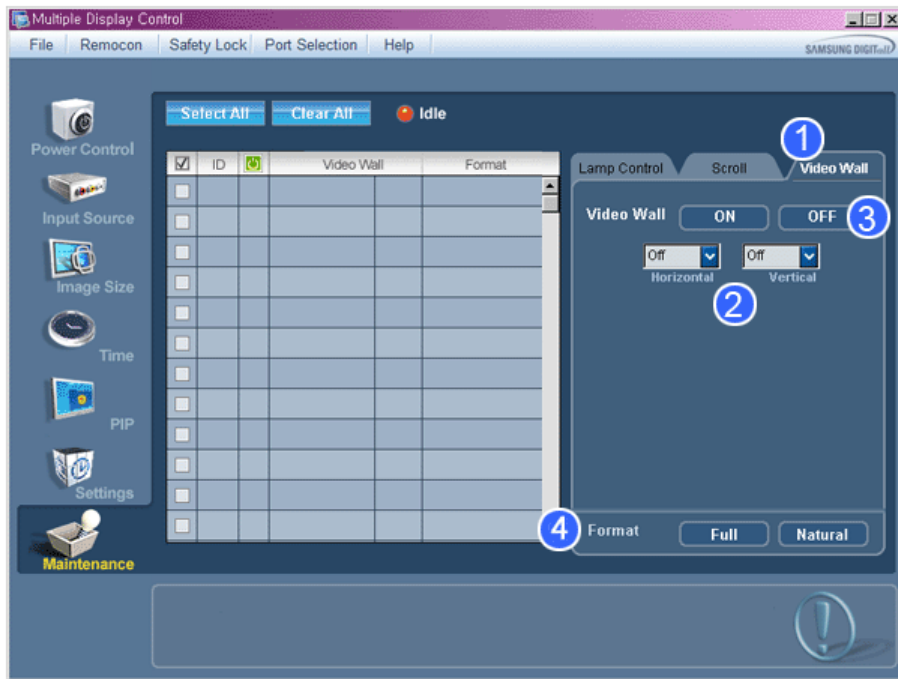 Multiple Display Control
File Remocon Safety Lock Port Selection Help
SAMSUNG DIGITall
Select All Clear All Idle
ID Video Wall Format
Power Control
Input Source
Image Size
Time
PIP
Settings
Maintenance
1
Lamp Control Scroll Video Wall
Video Wall ON OFF 3
Off Off
Horizontal Vertical
2
4 Format Full Natural